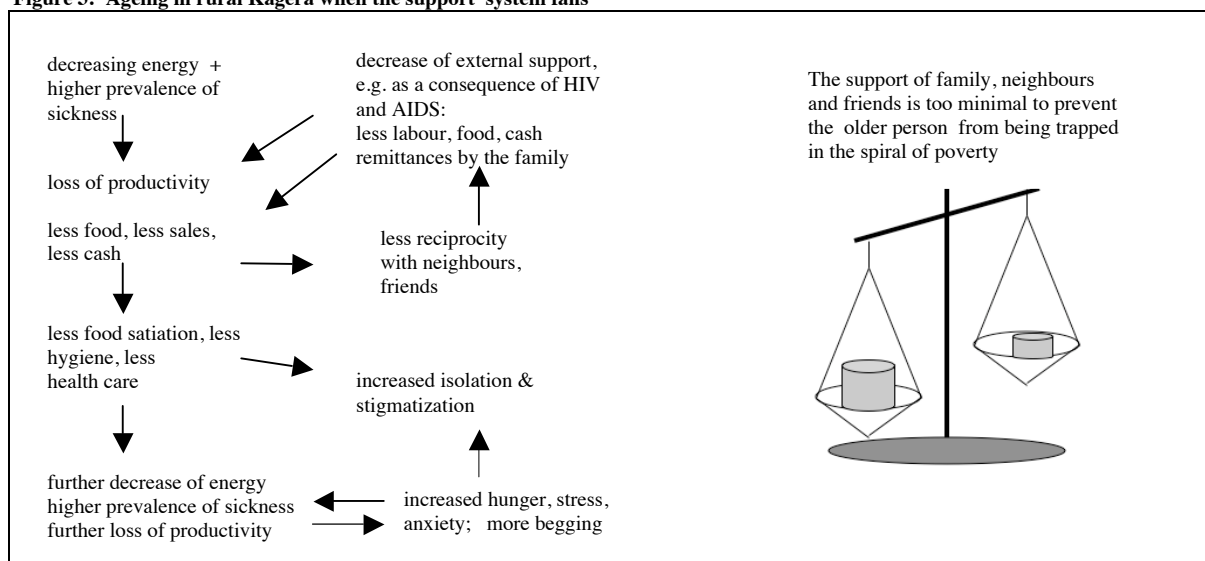 Figure 3: Ageing in rural Kagera when the support system fails
decreasing energy +
higher prevalence of
sickness
loss of productivity
less food, less sales,
less cash
less food satiation, less
hygiene, less
health care
further decrease of energy
higher prevalence of sickness
further loss of productivity
decrease of external support,
e.g. as a consequence of HIV
and AIDS:
less labour, food, cash
remittances by the family
less reciprocity
with neighbours,
friends
increased isolation &
stigmatization
increased hunger, stress,
anxiety; more begging
The support of family, neighbours
and friends is too minimal to prevent
the older person from being trapped
in the spiral of poverty